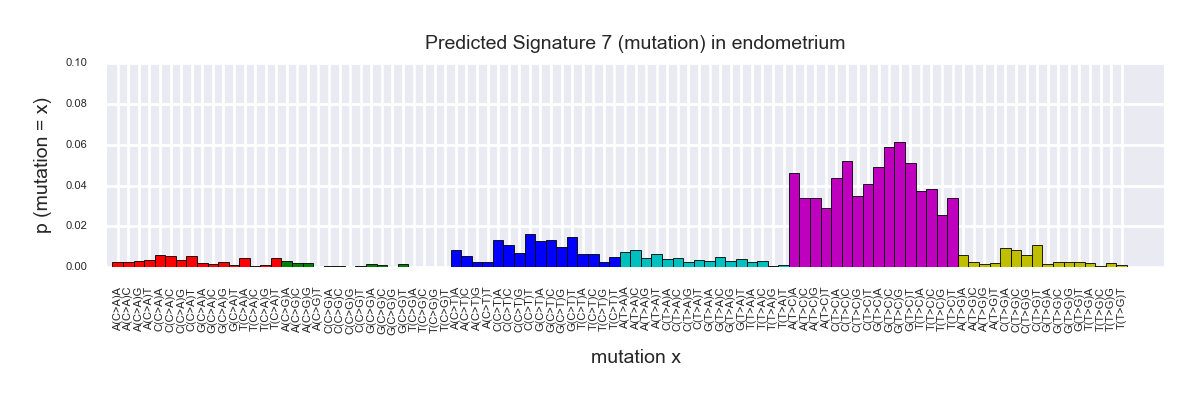 Predicted Signature 7 (mutation) in endometrium
p (mutation = x)
0.10
0.08
0.06
0.04
0.02
0.00
A(C>A)A
A(C>A)C
A(C>A)G
A(C>A)T
C(C>A)A
C(C>A)C
C(C>A)G
C(C>A)T
G(C>A)A
G(C>A)C
G(C>A)G
G(C>A)T
T(C>A)A
T(C>A)C
T(C>A)G
T(C>A)T
A(C>G)A
A(C>G)C
A(C>G)G
A(C>G)T
C(C>G)A
C(C>G)C
C(C>G)G
C(C>G)T
G(C>G)A
G(C>G)C
G(C>G)G
G(C>G)T
T(C>G)A
T(C>G)C
T(C>G)G
T(C>G)T
A(C>T)A
A(C>T)C
A(C>T)G
A(C>T)T
C(C>T)A
C(C>T)C
C(C>T)G
C(C>T)T
G(C>T)A
G(C>T)C
G(C>T)G
G(C>T)T
T(C>T)A
T(C>T)C
T(C>T)G
T(C>T)T
A(T>A)A
A(T>A)C
A(T>A)G
A(T>A)T
C(T>A)A
C(T>A)C
C(T>A)G
C(T>A)T
G(T>A)A
G(T>A)C
G(T>A)G
G(T>A)T
T(T>A)A
T(T>A)C
T(T>A)G
T(T>A)T
A(T>C)A
A(T>C)C
A(T>C)G
A(T>C)T
C(T>C)A
C(T>C)C
C(T>C)G
C(T>C)T
G(T>C)A
G(T>C)C
G(T>C)G
G(T>C)T
T(T>C)A
T(T>C)C
T(T>C)G
T(T>C)T
A(T>G)A
A(T>G)C
A(T>G)G
A(T>G)T
C(T>G)A
C(T>G)C
C(T>G)G
C(T>G)T
G(T>G)A
G(T>G)C
G(T>G)G
G(T>G)T
T(T>G)A
T(T>G)C
T(T>G)G
T(T>G)T
mutation x